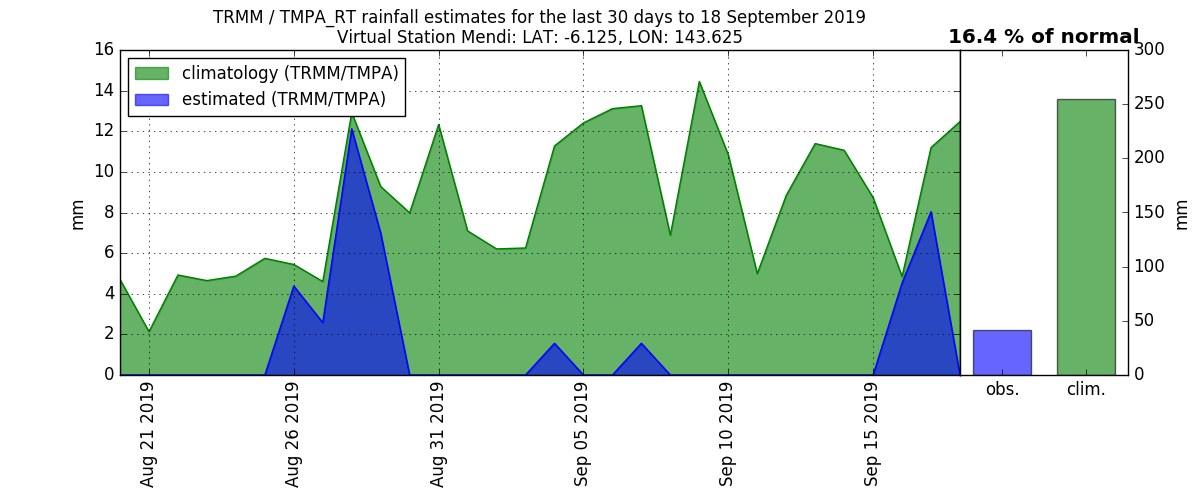 TRMM / TMPA_RT rainfall estimates for the last 30 days to 18 September 2019
Virtual Station Mendi: LAT: -6.125, LON: 143.625
16.4 % of normal
climatology (TRMM/TMPA)
estimated (TRMM/TMPA)
16
14
12
10
8
6
4
2
0
mm
300
250
200
150
100
50
0
mm
obs.
clim.
Aug 21 2019
Aug 26 2019
Aug 31 2019
Sep 05 2019
Sep 10 2019
Sep 15 2019